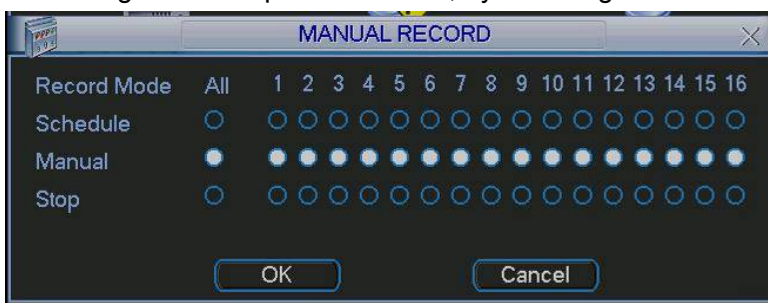 MANUAL RECORD
Record Mode All 1 2 3 4 5 6 7 8 9 10 11 12 13 14 15 16
Schedule
Manual
Stop
OK Cancel